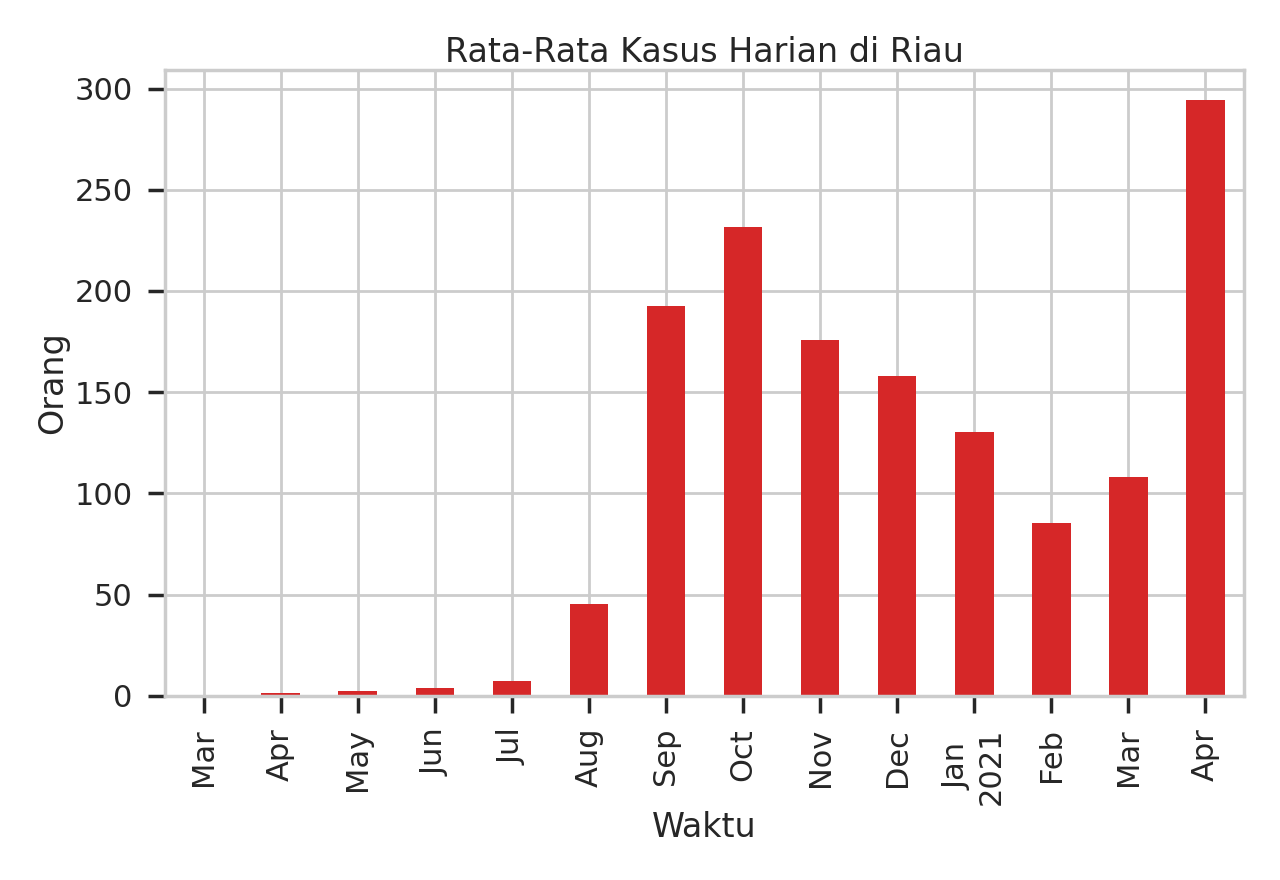 Rata-Rata Kasus Harian di Riau
300
250
200
150
100
50
0
Orang
Mar
Apr
May
Jun
Jul
Aug
Sep
Oct
Nov
Dec
Jan
2021
Feb
Mar
Apr
Waktu